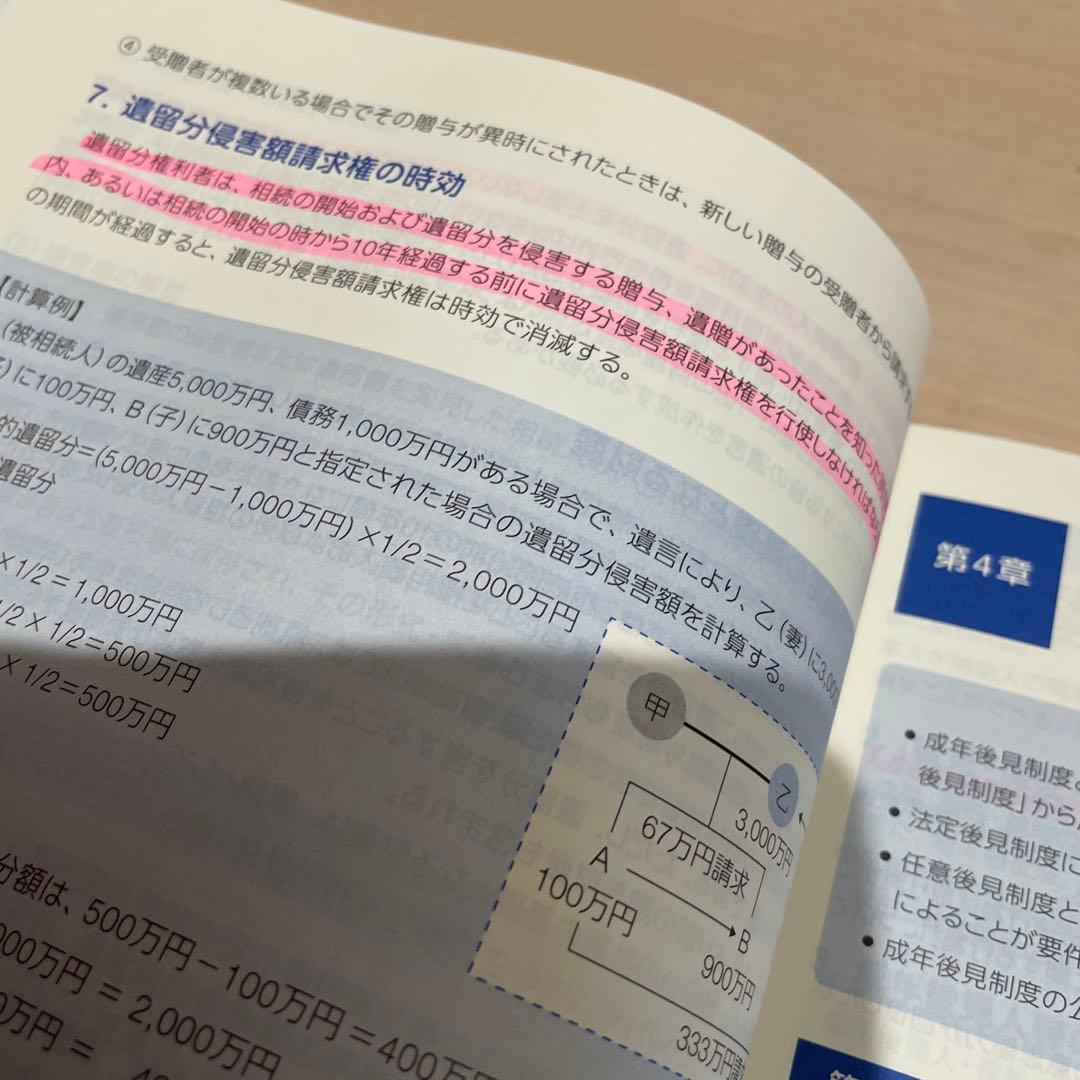 ④ 受贈者が複数いる場合でその贈与が異時にされたときは、新しい贈与の受贈者から
7. 遺留分侵害額請求権の時効
遺留分権利者は、相続の開始および遺留分を侵害する贈与、遺贈があったことを知った
内、あるいは相続の開始の時から10年経過する前に遺留分侵害額請求権を行使しなければな
の期間が経過すると、遺留分侵害額請求権は時効で消滅する。
【計算例】
(被相続人)の遺産5,000万円、債務1,000万円がある場合で、遺言により、乙(妻)に3,00
)に100万円、B(子)に900万円と指定された場合の遺留分侵害額を計算する。
的遺留分=(5,000万円-1,000万円)×1/2=2,000万円
遺留分
×1/2=1,000万円
1/2×1/2=500万円
×1/2=500万円
甲
乙
3,000万円
67万円請求
A
100万円
B
900万円
333万円
分額は、500万円-100万円=400万円
000万円=2,000万円
0万円=
第4章
• 成年後見制度
後見制度」から
• 法定後見制度に
• 任意後見制度と
によることが要件
• 成年後見制度の公